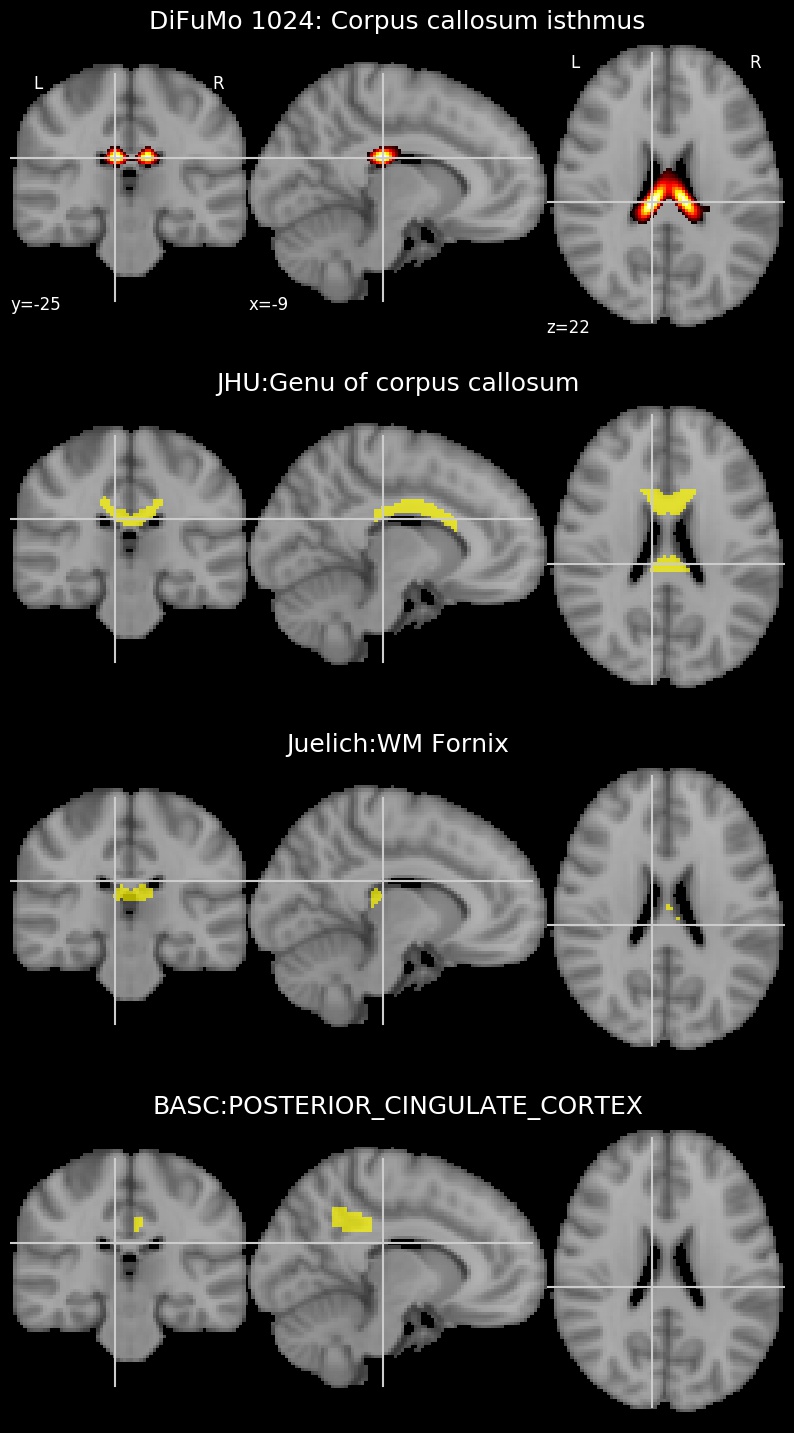 DiFuMo 1024: Corpus callosum isthmus
L R L R
y=-25 x=-9 z=22
JHU:Genu of corpus callosum
Juelich:WM Fornix
BASC:POSTERIOR_CINGULATE_CORTEX